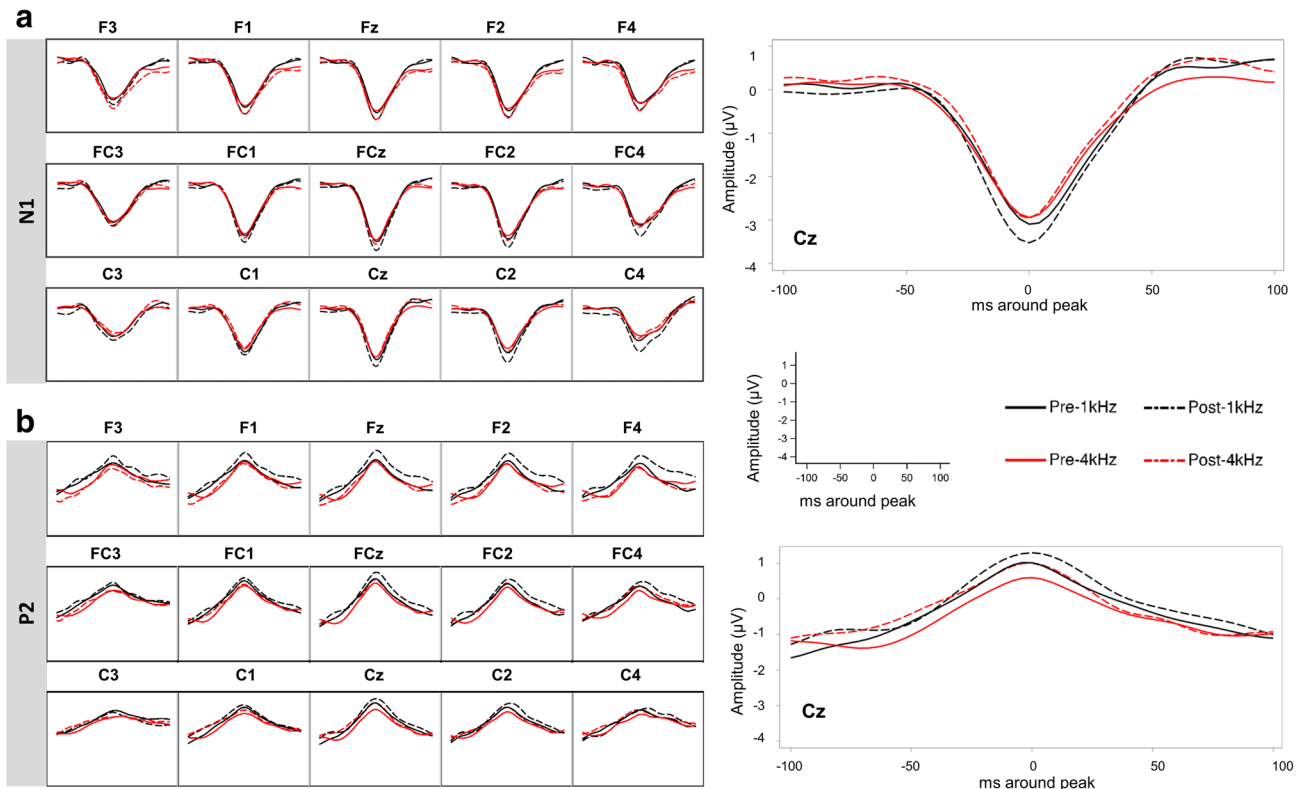 a
F3 F1 Fz F2 F4
N1
FC3 FC1 FCz FC2 FC4
C3 C1 Cz C2 C4
Amplitude (µV)
1
0
-1
-2
-3
-4
Cz
-100 -50 0 50 100
ms around peak
Amplitude (µV)
1
0
-1
-2
-3
-4
-100 -50 0 50 100
ms around peak
Pre-1kHz Post-1kHz
Pre-4kHz Post-4kHz
b
F3 F1 Fz F2 F4
P2
FC3 FC1 FCz FC2 FC4
C3 C1 Cz C2 C4
Amplitude (µV)
1
0
-1
-2
-3
-4
Cz
-100 -50 0 50 100
ms around peak